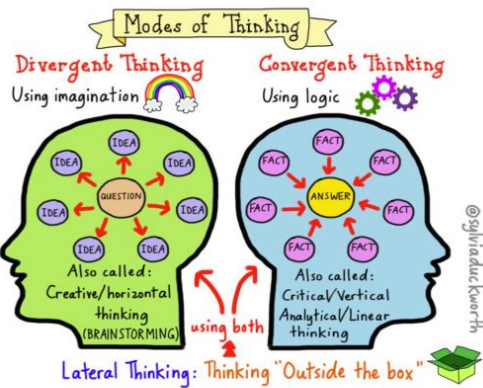 Modes of Thinking
Divergent Thinking
Using imagination
Convergent Thinking
Using logic
IDEA
IDEA
IDEA
IDEA
QUESTION
IDEA
IDEA
IDEA
Also called:
Creative/horizontal
thinking
(BRAINSTORMING)
FACT
FACT
FACT
FACT
ANSWER
FACT
FACT
FACT
Also called:
Critical/Vertical
Analytical/Linear
thinking
using both
Lateral Thinking: Thinking "Outside the box"
@sylviaduckworth